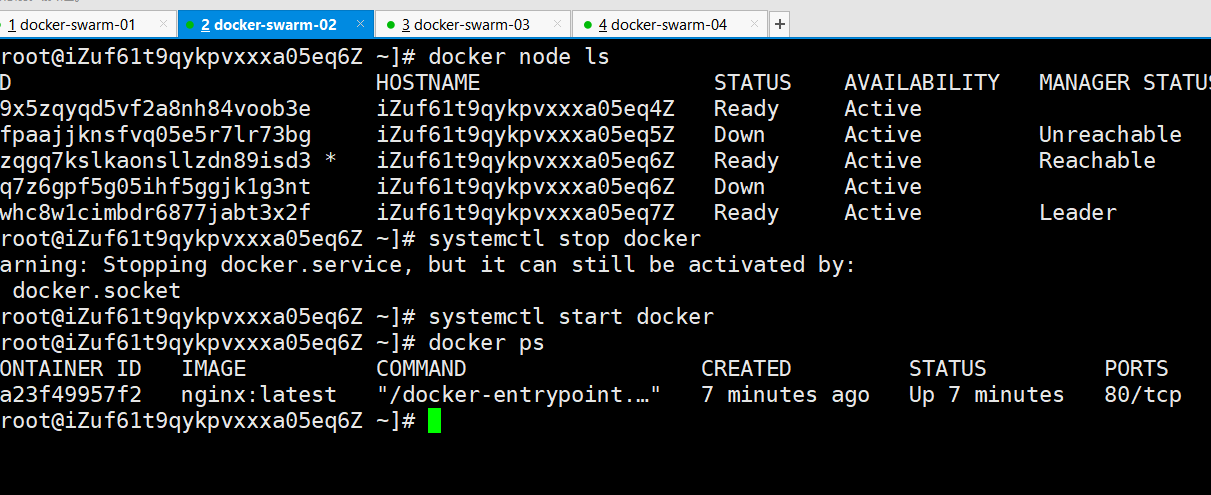 1 docker-swarm-01 × 2 docker-swarm-02 × 3 docker-swarm-03 × 4 docker-swarm-04 × +
root@iZuf61t9qykpvxxxa05eq6Z ~]# docker node ls
D HOSTNAME STATUS AVAILABILITY MANAGER STATUS
9x5zqyqd5vf2a8nh84voob3e iZuf61t9qykpvxxxa05eq4Z Ready Active
fpaajjknsfvq05e5r7lr73bg iZuf61t9qykpvxxxa05eq5Z Down Active Unreachable
zqgq7kslkaonsllzdn89isd3 * iZuf61t9qykpvxxxa05eq6Z Ready Active Reachable
q7z6gpf5g05ihf5ggjk1g3nt iZuf61t9qykpvxxxa05eq6Z Down Active
whc8w1cimbdr6877jabt3x2f iZuf61t9qykpvxxxa05eq7Z Ready Active Leader
root@iZuf61t9qykpvxxxa05eq6Z ~]# systemctl stop docker
arning: Stopping docker.service, but it can still be activated by:
docker.socket
root@iZuf61t9qykpvxxxa05eq6Z ~]# systemctl start docker
root@iZuf61t9qykpvxxxa05eq6Z ~]# docker ps
ONTAINER ID IMAGE COMMAND CREATED STATUS PORTS
a23f49957f2 nginx:latest "/docker-entrypoint.…" 7 minutes ago Up 7 minutes 80/tcp
root@iZuf61t9qykpvxxxa05eq6Z ~]#